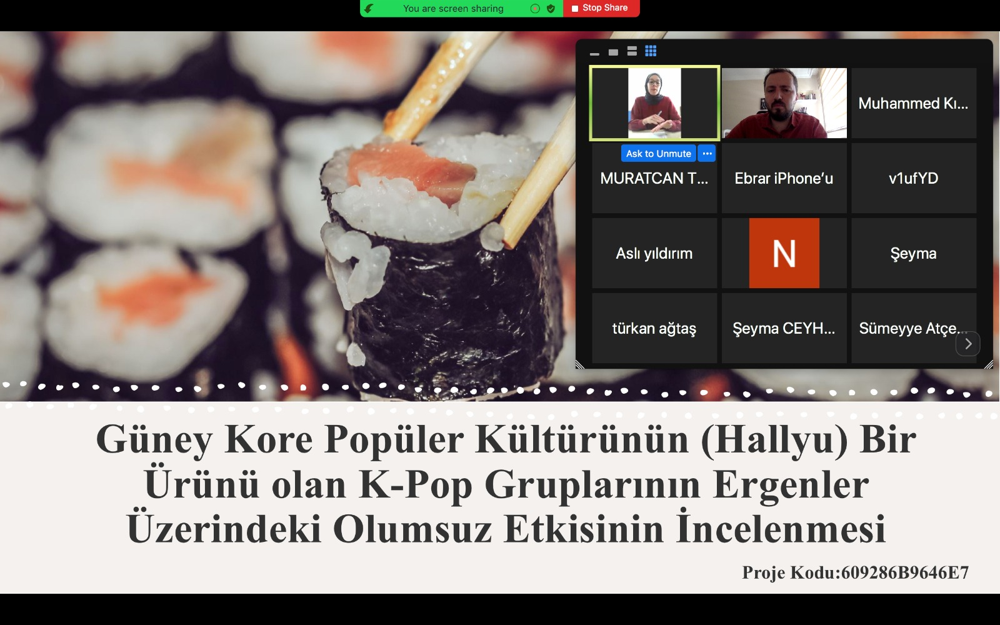 You are screen sharing
Stop Share
Muhammed Kı...
Ask to Unmute
MURATCAN T...
Ebrar iPhone’u
v1ufYD
Aslı yıldırım
N
Şeyma
türkan ağtaş
Şeyma CEYH...
Sümeyye Atçe...
Güney Kore Popüler Kültürünün (Hallyu) Bir
Ürünü olan K-Pop Gruplarının Ergenler
Üzerindeki Olumsuz Etkisinin İncelenmesi
Proje Kodu:609286B9646E7